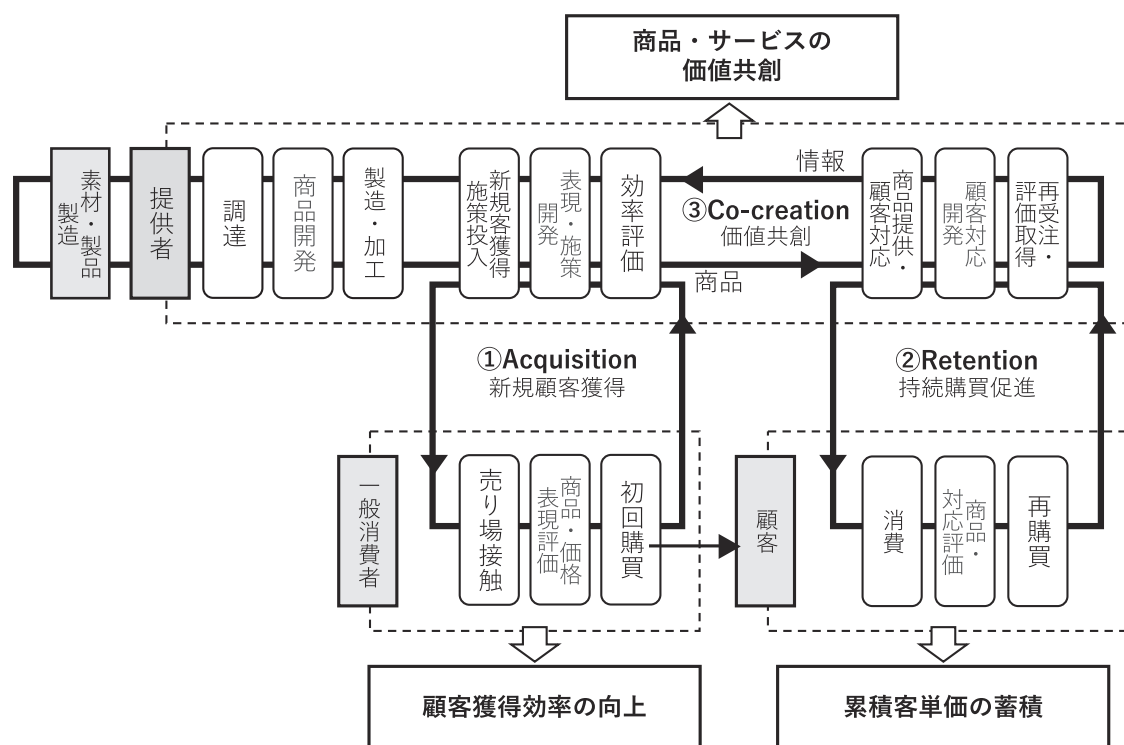 商品・サービスの
価値共創
素材・製品
製造
提供者
調達
商品開発
製造・加工
新規客獲得
施策投入
表現・施策
開発
効率評価
情報
③Co-creation
価値共創
商品
商品提供・
顧客対応
顧客対応
開発
再受注・
評価取得
①Acquisition
新規顧客獲得
②Retention
持続購買促進
一般消費者
売り場接触
商品・価格
表現評価
初回購買
顧客
消費
商品・
対応評価
再購買
顧客獲得効率の向上
累積客単価の蓄積